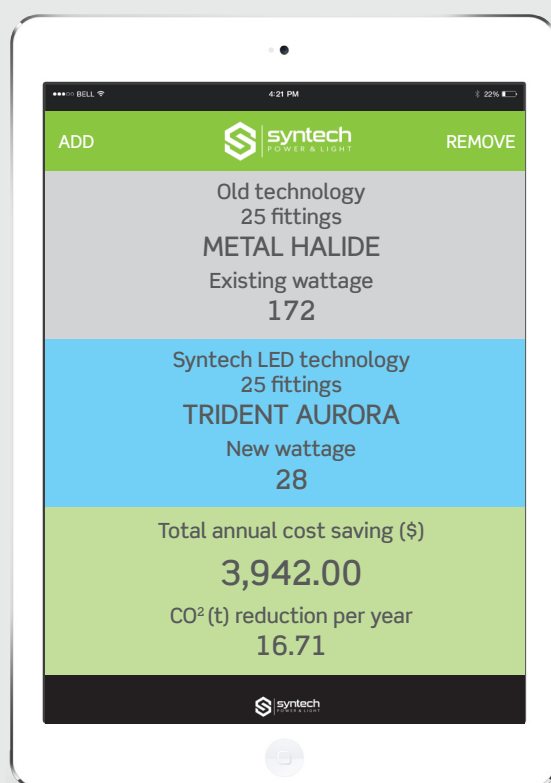 BELL
4:21 PM
22%
ADD
syntech
POWER & LIGHT
REMOVE
Old technology
25 fittings
METAL HALIDE
Existing wattage
172
Syntech LED technology
25 fittings
TRIDENT AURORA
New wattage
28
Total annual cost saving ($)
3,942.00
CO² (t) reduction per year
16.71
syntech
POWER & LIGHT